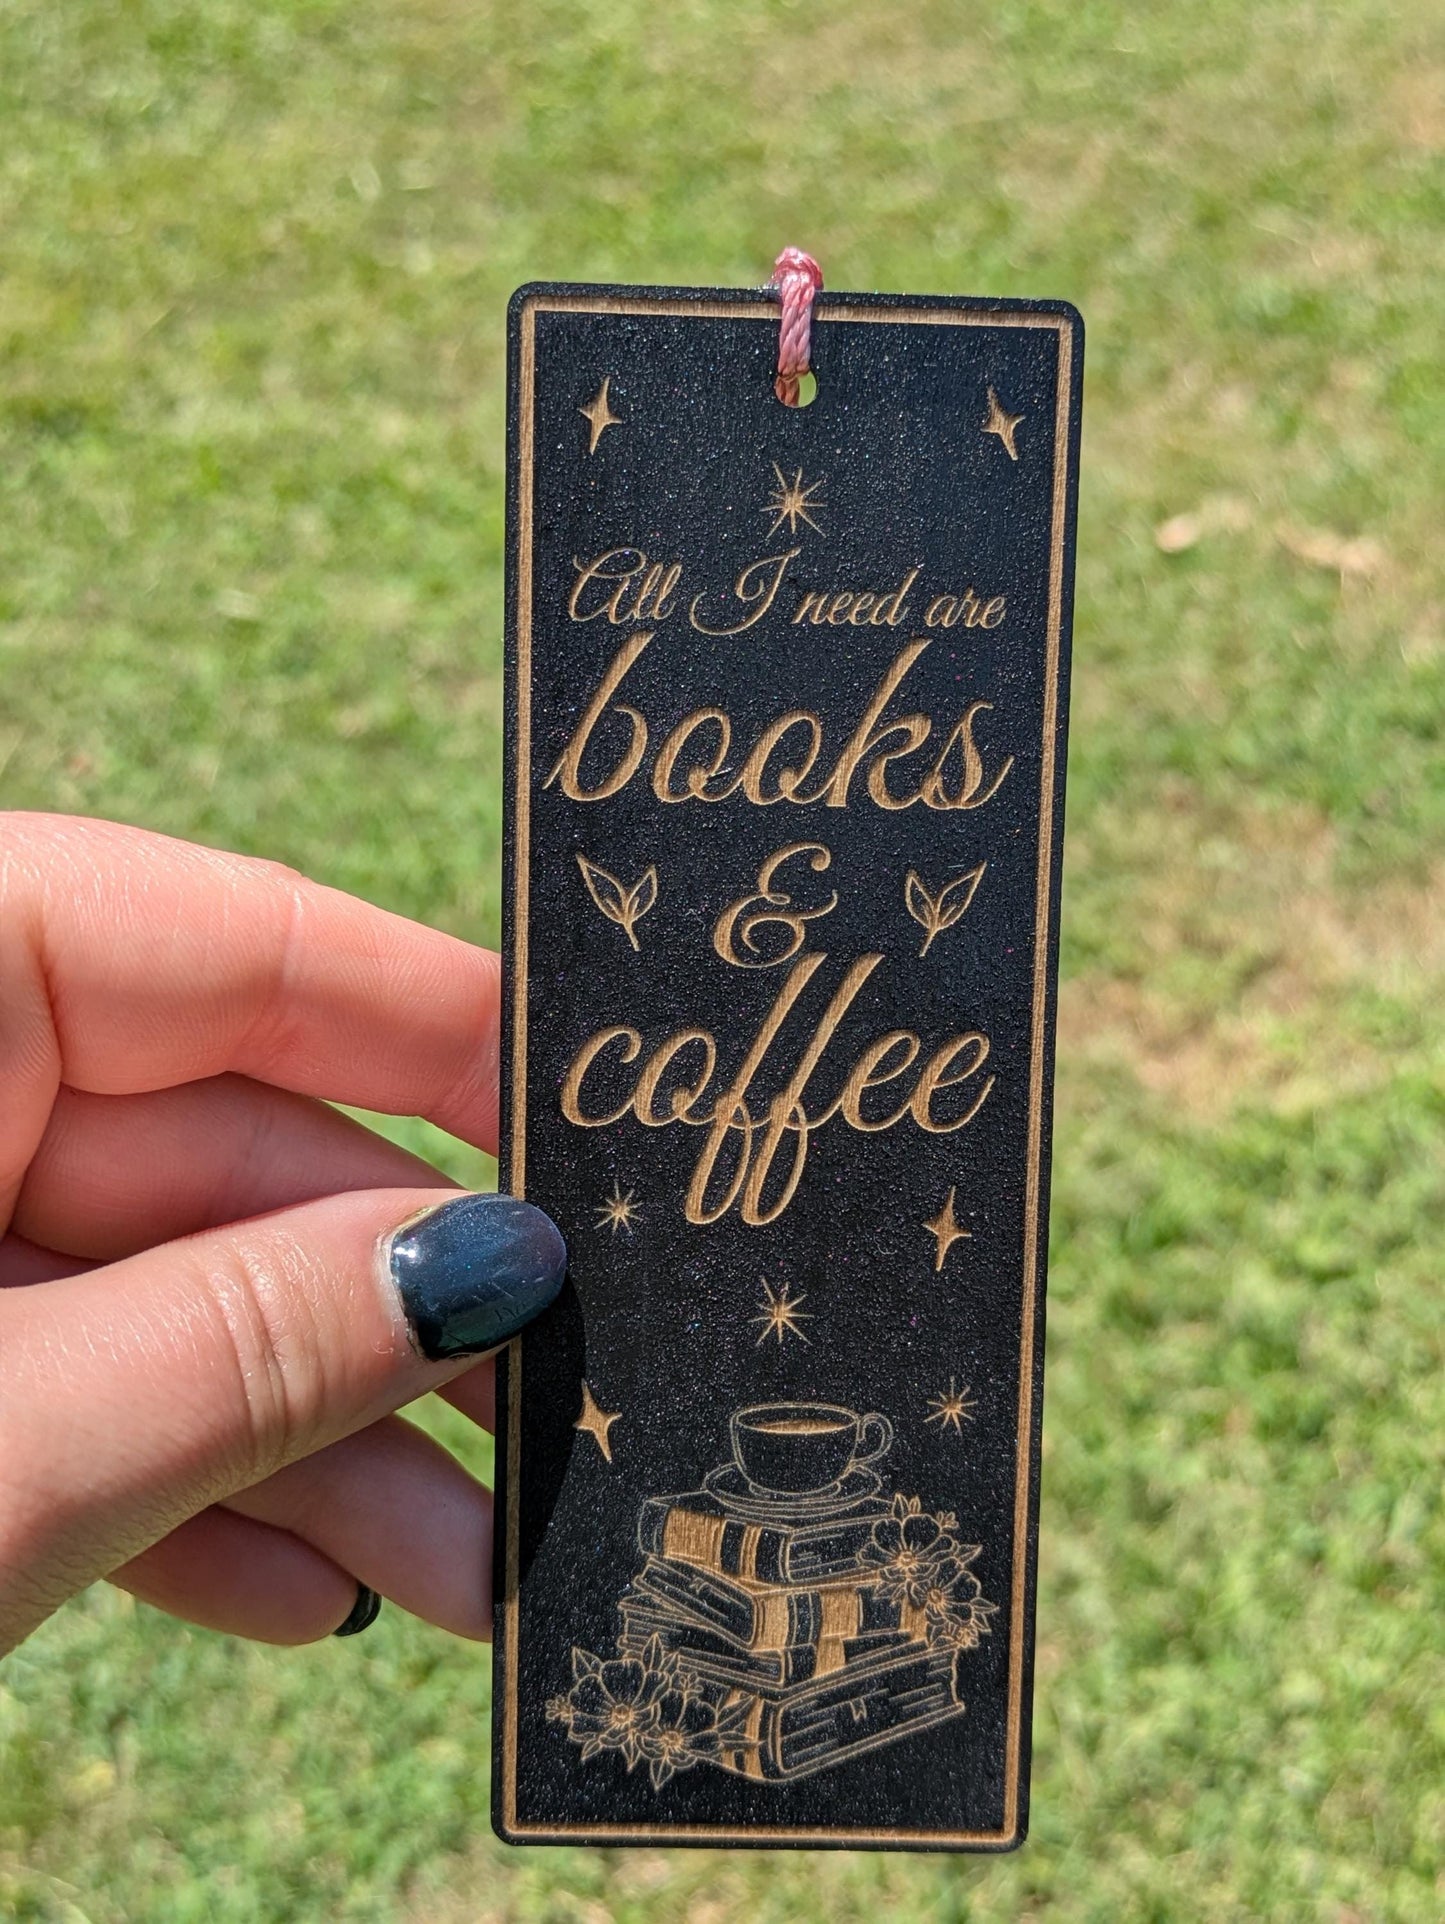 All I need are
books
&
coffee